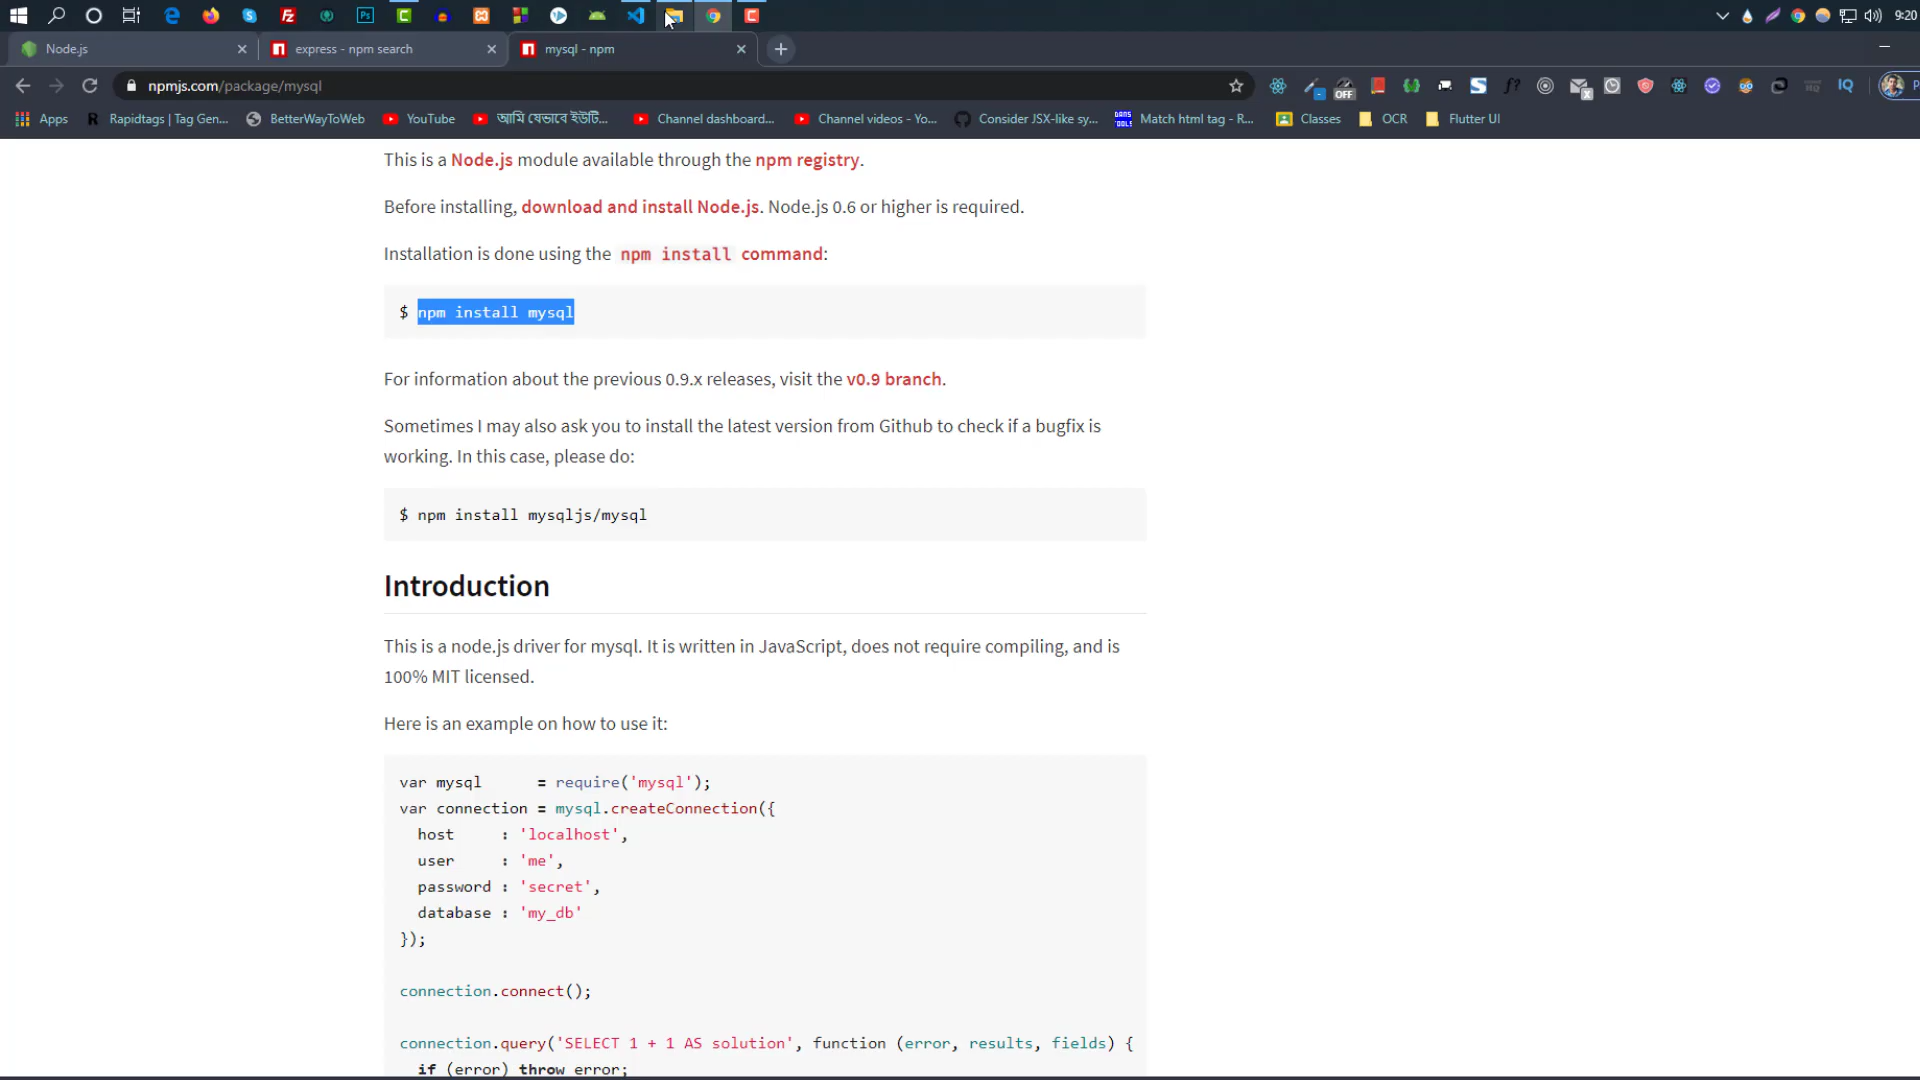 9:20
Node.js
express - npm search
mysql - npm
npmjs.com/package/mysql
OFF
IQ
Apps
Rapidtags | Tag Gen...
BetterWayToWeb
YouTube
আমি যেভাবে ইউটি...
Channel dashboard...
Channel videos - Yo...
Consider JSX-like sy...
Match html tag - R...
Classes
OCR
Flutter UI
This is a Node.js module available through the npm registry.
Before installing, download and install Node.js. Node.js 0.6 or higher is required.
Installation is done using the npm install command:
$ npm install mysql
For information about the previous 0.9.x releases, visit the v0.9 branch.
Sometimes I may also ask you to install the latest version from Github to check if a bugfix is
working. In this case, please do:
$ npm install mysqljs/mysql
Introduction
This is a node.js driver for mysql. It is written in JavaScript, does not require compiling, and is
100% MIT licensed.
Here is an example on how to use it:
var mysql      = require('mysql');
var connection = mysql.createConnection({
  host     : 'localhost',
  user     : 'me',
  password : 'secret',
  database : 'my_db'
});
connection.connect();
connection.query('SELECT 1 + 1 AS solution', function (error, results, fields) {
  if (error) throw error;